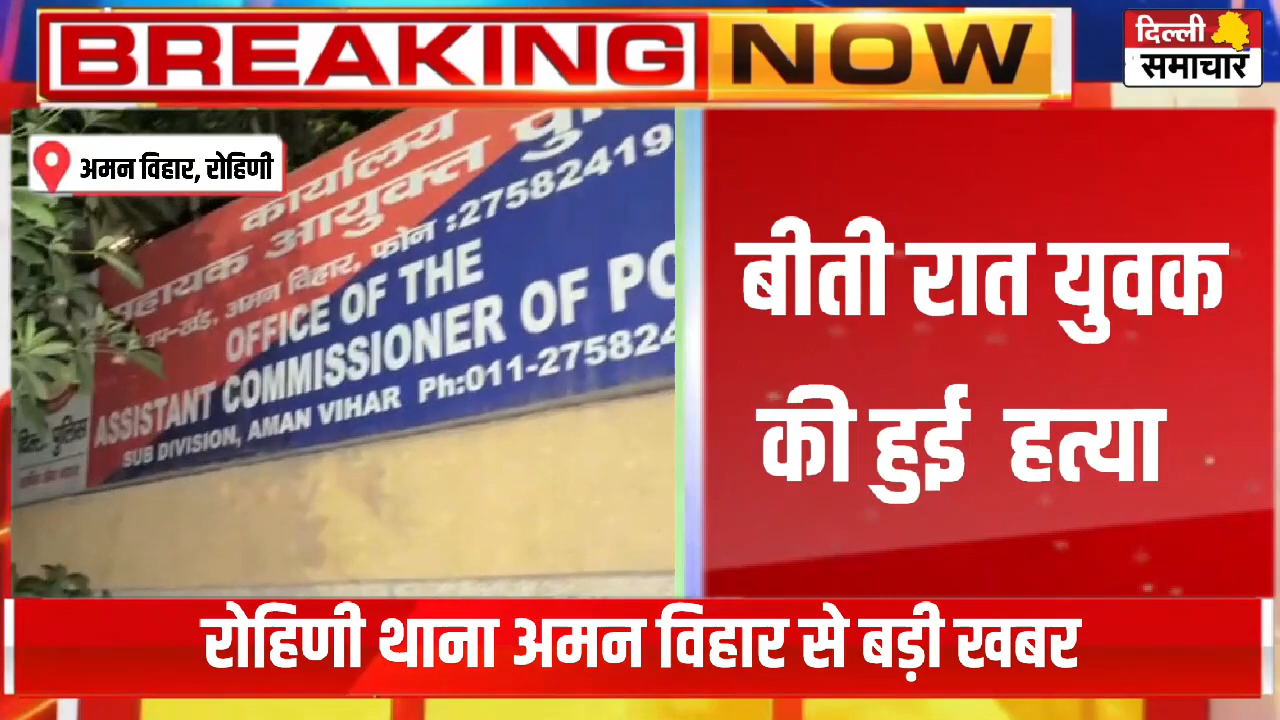 BREAKING NOW
दिल्ली
समाचार
अमन विहार, रोहिणी
कार्यालय
सहायक आयुक्त
उप-खंड, अमन विहार, फोन :27582419
OFFICE OF THE
ASSISTANT COMMISSIONER OF PO
SUB DIVISION, AMAN VIHAR Ph:011-275824
बीती रात युवक
की हुई हत्या
रोहिणी थाना अमन विहार से बड़ी खबर